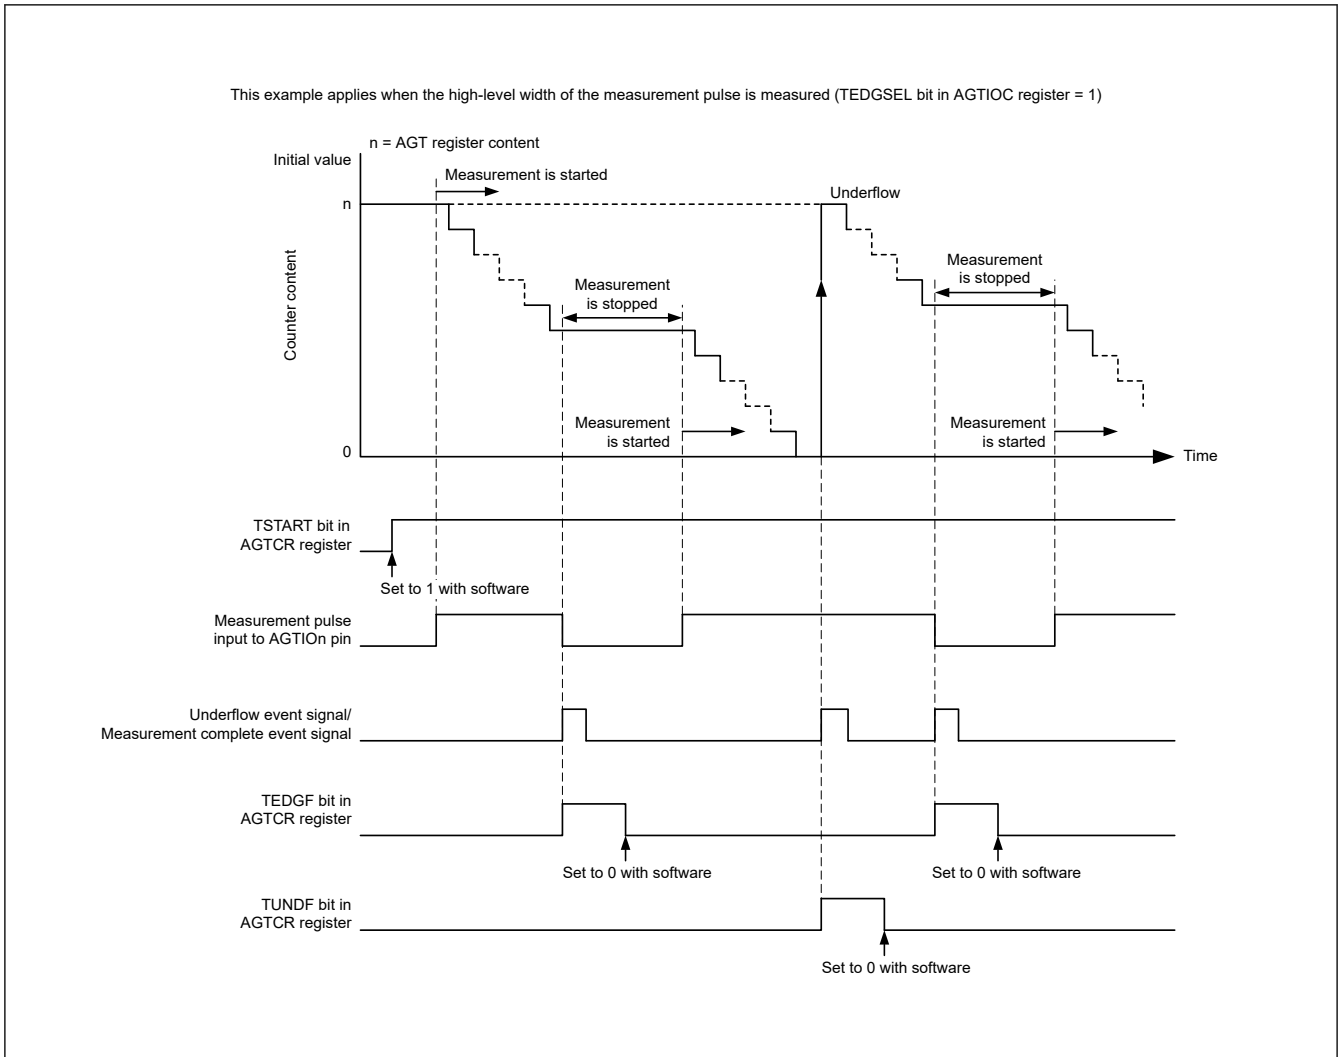 This example applies when the high-level width of the measurement pulse is measured (TEDGSEL bit in AGTIOC register = 1)
n = AGT register content
Initial value
Measurement is started
n
Underflow
Counter content
Measurement
is stopped
Measurement
is stopped
Measurement
is started
Measurement
is started
0
Time
TSTART bit in
AGTCR register
Set to 1 with software
Measurement pulse
input to AGTIOn pin
Underflow event signal/
Measurement complete event signal
TEDGF bit in
AGTCR register
Set to 0 with software
Set to 0 with software
TUNDF bit in
AGTCR register
Set to 0 with software